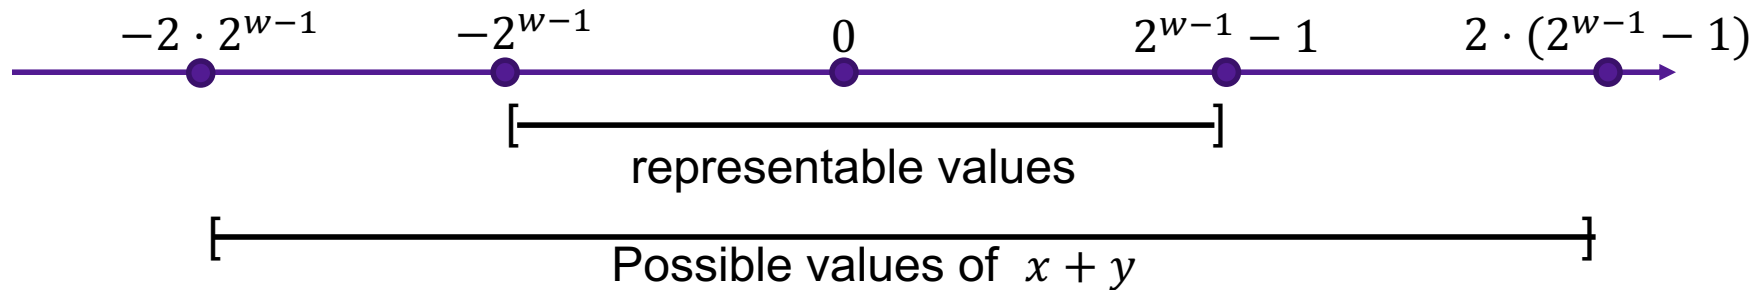 −2 · 2^{w−1} −2^{w−1} 0 2^{w−1} − 1 2 · (2^{w−1} − 1)
representable values
Possible values of x + y